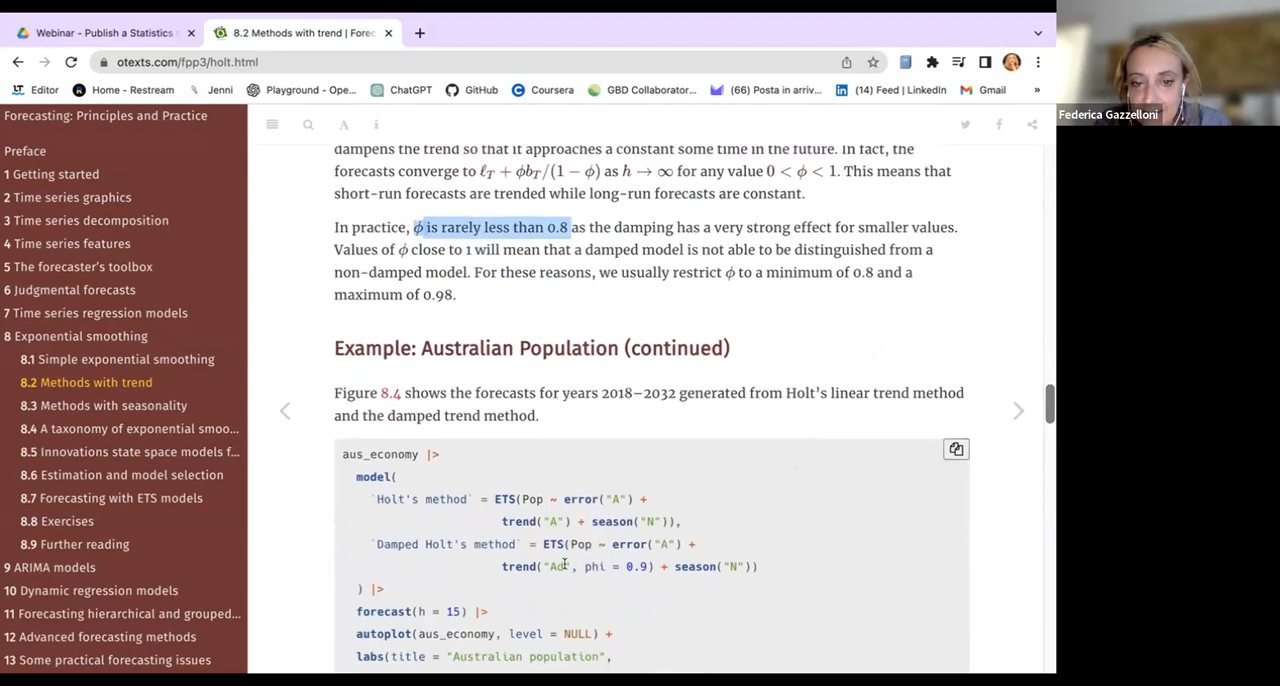 Webinar - Publish a Statistics
8.2 Methods with trend | Forec
otexts.com/fpp3/holt.html
Editor
Home - Restream
Jenni
Playground - Ope...
ChatGPT
GitHub
Coursera
GBD Collaborator...
(66) Posta in arriv...
(14) Feed | LinkedIn
Gmail
»
Federica Gazzelloni
Forecasting: Principles and Practice
Preface
1 Getting started
2 Time series graphics
3 Time series decomposition
4 Time series features
5 The forecaster's toolbox
6 Judgmental forecasts
7 Time series regression models
8 Exponential smoothing
8.1 Simple exponential smoothing
8.2 Methods with trend
8.3 Methods with seasonality
8.4 A taxonomy of exponential smoo...
8.5 Innovations state space models f...
8.6 Estimation and model selection
8.7 Forecasting with ETS models
8.8 Exercises
8.9 Further reading
9 ARIMA models
10 Dynamic regression models
11 Forecasting hierarchical and grouped...
12 Advanced forecasting methods
13 Some practical forecasting issues
dampens the trend so that it approaches a constant some time in the future. In fact, the
forecasts converge to ℓT + ϕbT/(1 − ϕ) as h → ∞ for any value 0 < ϕ < 1. This means that
short-run forecasts are trended while long-run forecasts are constant.
In practice, ϕ is rarely less than 0.8 as the damping has a very strong effect for smaller values.
Values of ϕ close to 1 will mean that a damped model is not able to be distinguished from a
non-damped model. For these reasons, we usually restrict ϕ to a minimum of 0.8 and a
maximum of 0.98.
Example: Australian Population (continued)
Figure 8.4 shows the forecasts for years 2018–2032 generated from Holt's linear trend method
and the damped trend method.
aus_economy |>
model(
`Holt's method` = ETS(Pop ~ error("A") +
trend("A") + season("N")),
`Damped Holt's method` = ETS(Pop ~ error("A") +
trend("Ad", phi = 0.9) + season("N"))
) |>
forecast(h = 15) |>
autoplot(aus_economy, level = NULL) +
labs(title = "Australian population",